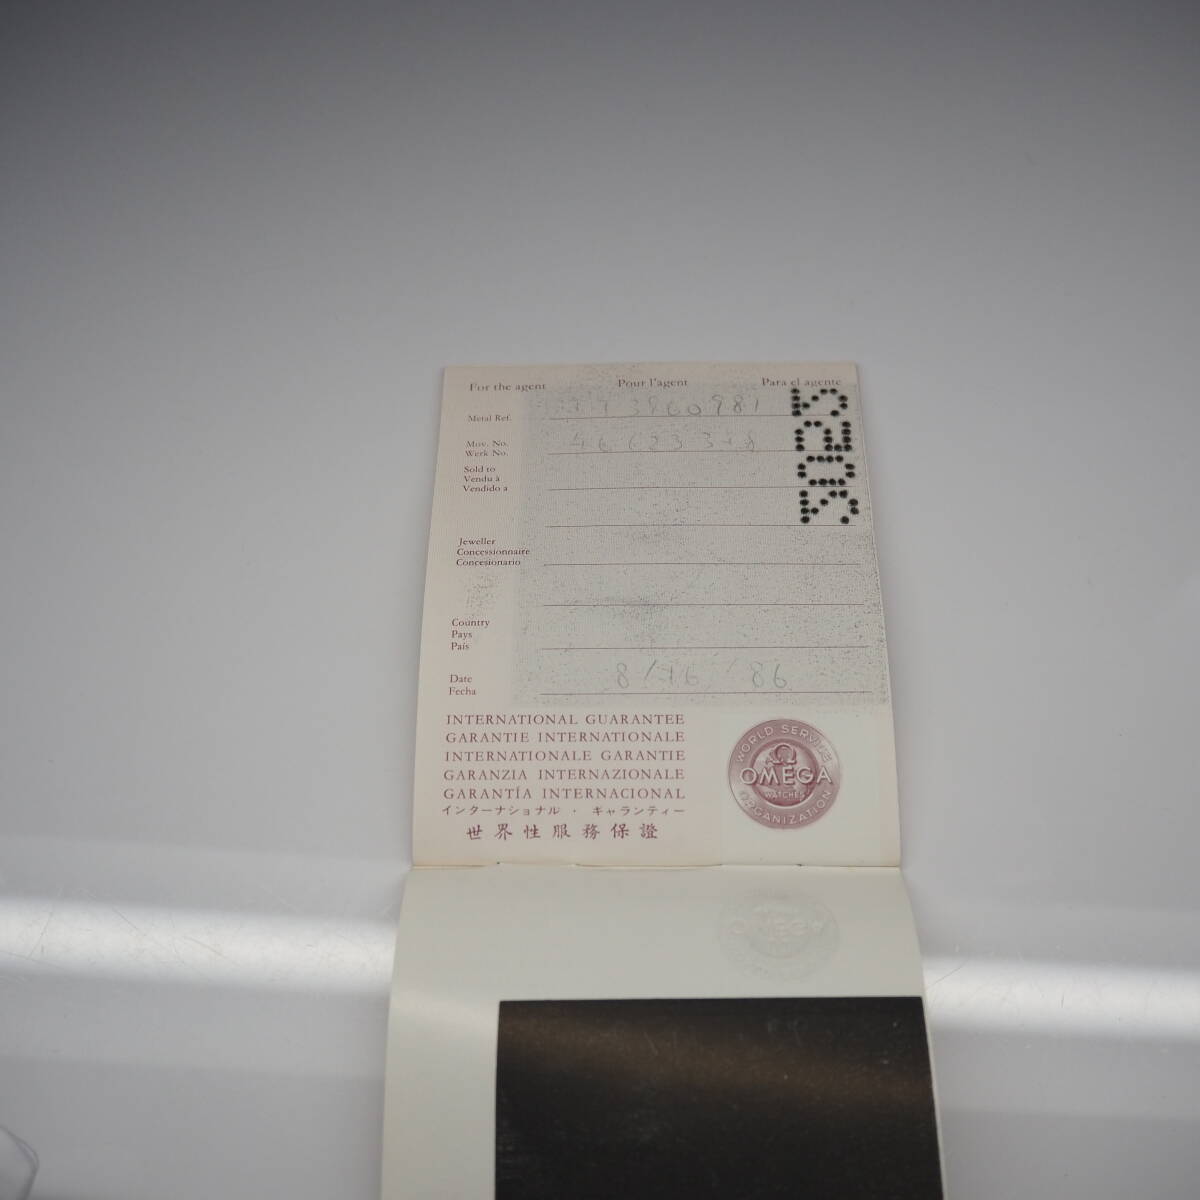 For the agent Pour l'agent Para el agente
Metal Ref.
Mov. No.
Werk No.
Sold to
Vendu à
Vendido a
Jeweller
Concessionnaire
Concesionario
Country
Pays
País
Date 8/16/86
Fecha
INTERNATIONAL GUARANTEE
GARANTIE INTERNATIONALE
INTERNATIONALE GARANTIE
GARANZIA INTERNAZIONALE
GARANTÍA INTERNACIONAL
インターナショナル・ギャランティー
世界性服務保證
WORLD SERVICE
Ω
OMEGA
WATCHES
ORGANIZATION